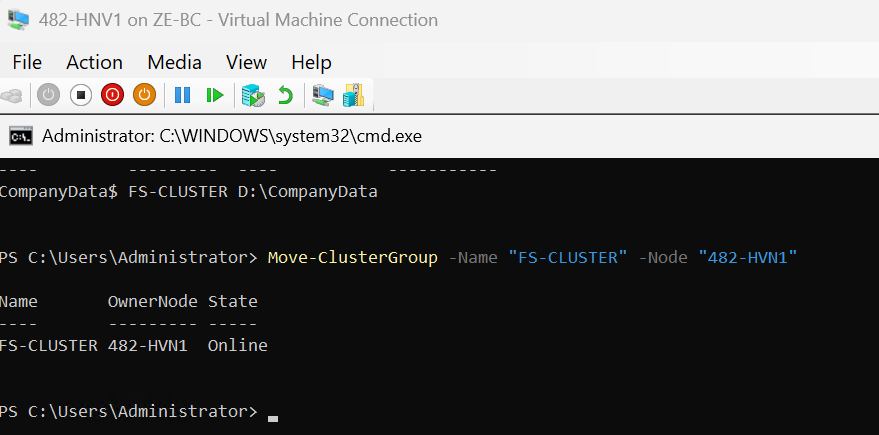 482-HNV1 on ZE-BC - Virtual Machine Connection
File Action Media View Help
Administrator: C:\WINDOWS\system32\cmd.exe
---- --------- ---- -----------
CompanyData$ FS-CLUSTER D:\CompanyData
PS C:\Users\Administrator> Move-ClusterGroup -Name "FS-CLUSTER" -Node "482-HVN1"
Name OwnerNode State
---- --------- -----
FS-CLUSTER 482-HVN1 Online
PS C:\Users\Administrator>